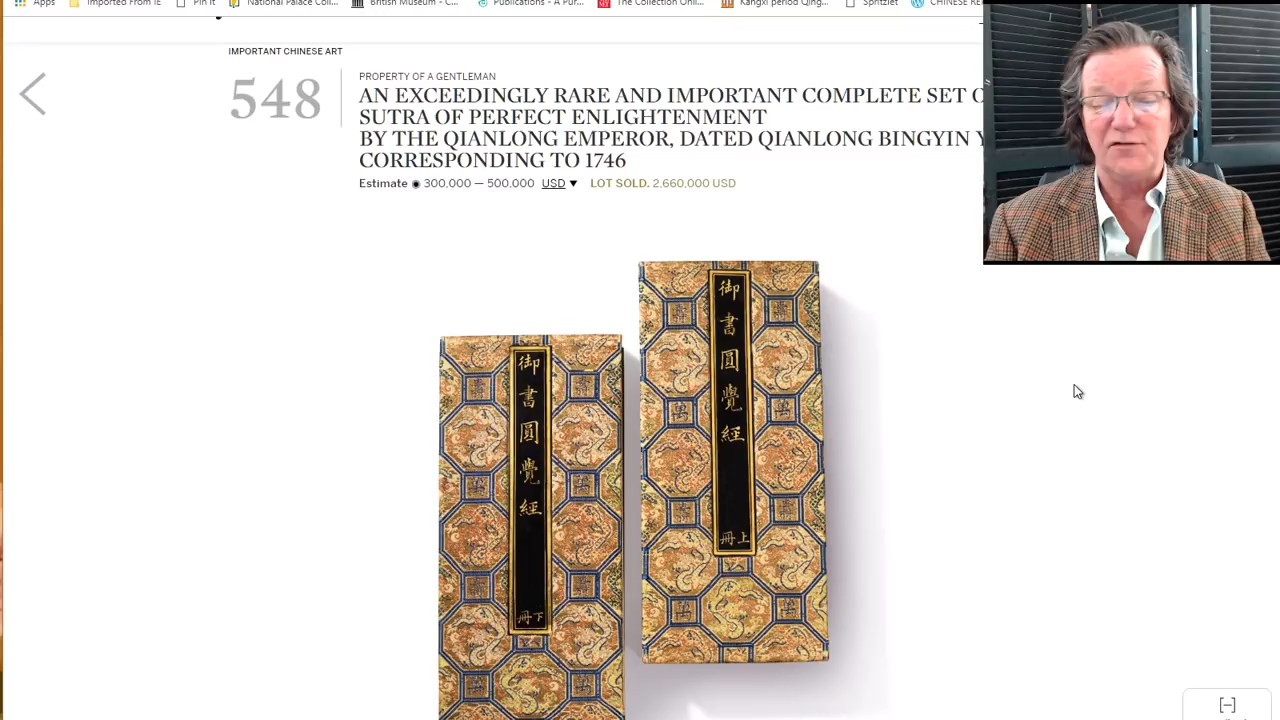 Apps
Imported From IE
Pin It
National Palace Coll...
British Museum - C...
Publications - A Pur...
The Collection Onli...
Kangxi period Qing...
Spritzlet
IMPORTANT CHINESE ART
548
PROPERTY OF A GENTLEMAN
AN EXCEEDINGLY RARE AND IMPORTANT COMPLETE SET
SUTRA OF PERFECT ENLIGHTENMENT
BY THE QIANLONG EMPEROR, DATED QIANLONG BINGYIN
CORRESPONDING TO 1746
Estimate 300,000 — 500,000 USD ▼ LOT SOLD. 2,660,000 USD
御書圓覺經
上冊
御書圓覺經
下冊